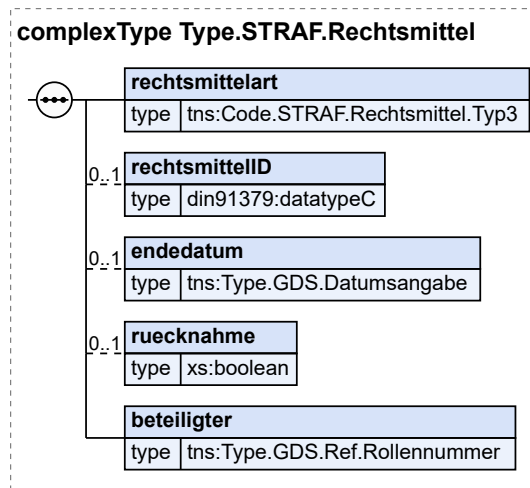 complexType Type.STRAF.Rechtsmittel
rechtsmittelart
type tns:Code.STRAF.Rechtsmittel.Typ3
0..1
rechtsmittelID
type din91379:datatypeC
0..1
endedatum
type tns:Type.GDS.Datumsangabe
0..1
ruecknahme
type xs:boolean
beteiligter
type tns:Type.GDS.Ref.Rollennummer